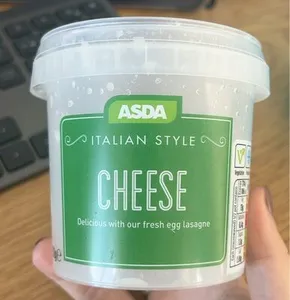 ASDA
ITALIAN STYLE
CHEESE
Delicious with our fresh egg lasagne